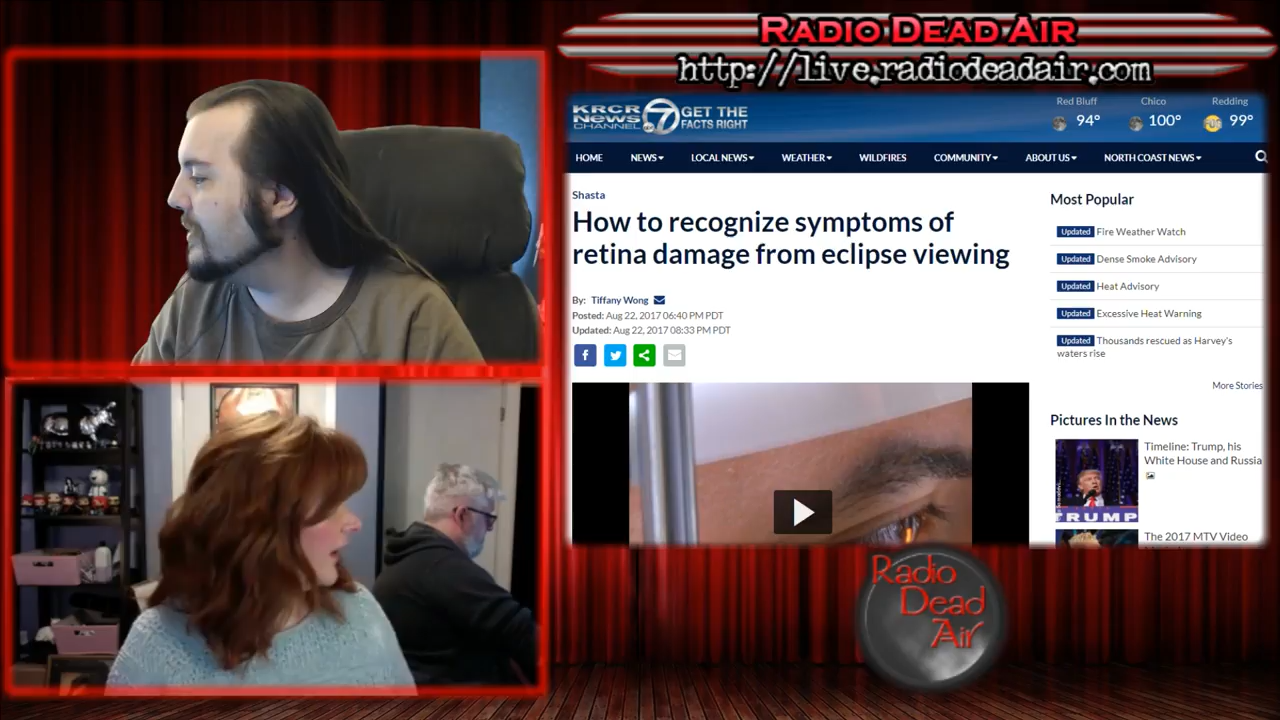 RADIO DEAD AIR
http://live.radiodeadair.com
KRCR
NEWS
CHANNEL
7
GET THE
FACTS RIGHT
Red Bluff
94°
Chico
100°
Redding
99°
HOME
NEWS
LOCAL NEWS
WEATHER
WILDFIRES
COMMUNITY
ABOUT US
NORTH COAST NEWS
Shasta
How to recognize symptoms of
retina damage from eclipse viewing
By: Tiffany Wong
Posted: Aug 22, 2017 06:40 PM PDT
Updated: Aug 22, 2017 08:33 PM PDT
Most Popular
Updated Fire Weather Watch
Updated Dense Smoke Advisory
Updated Heat Advisory
Updated Excessive Heat Warning
Updated Thousands rescued as Harvey's
waters rise
More Stories
Pictures In the News
Timeline: Trump, his
White House and Russia
TRUMP
The 2017 MTV Video
Radio
Dead
Air